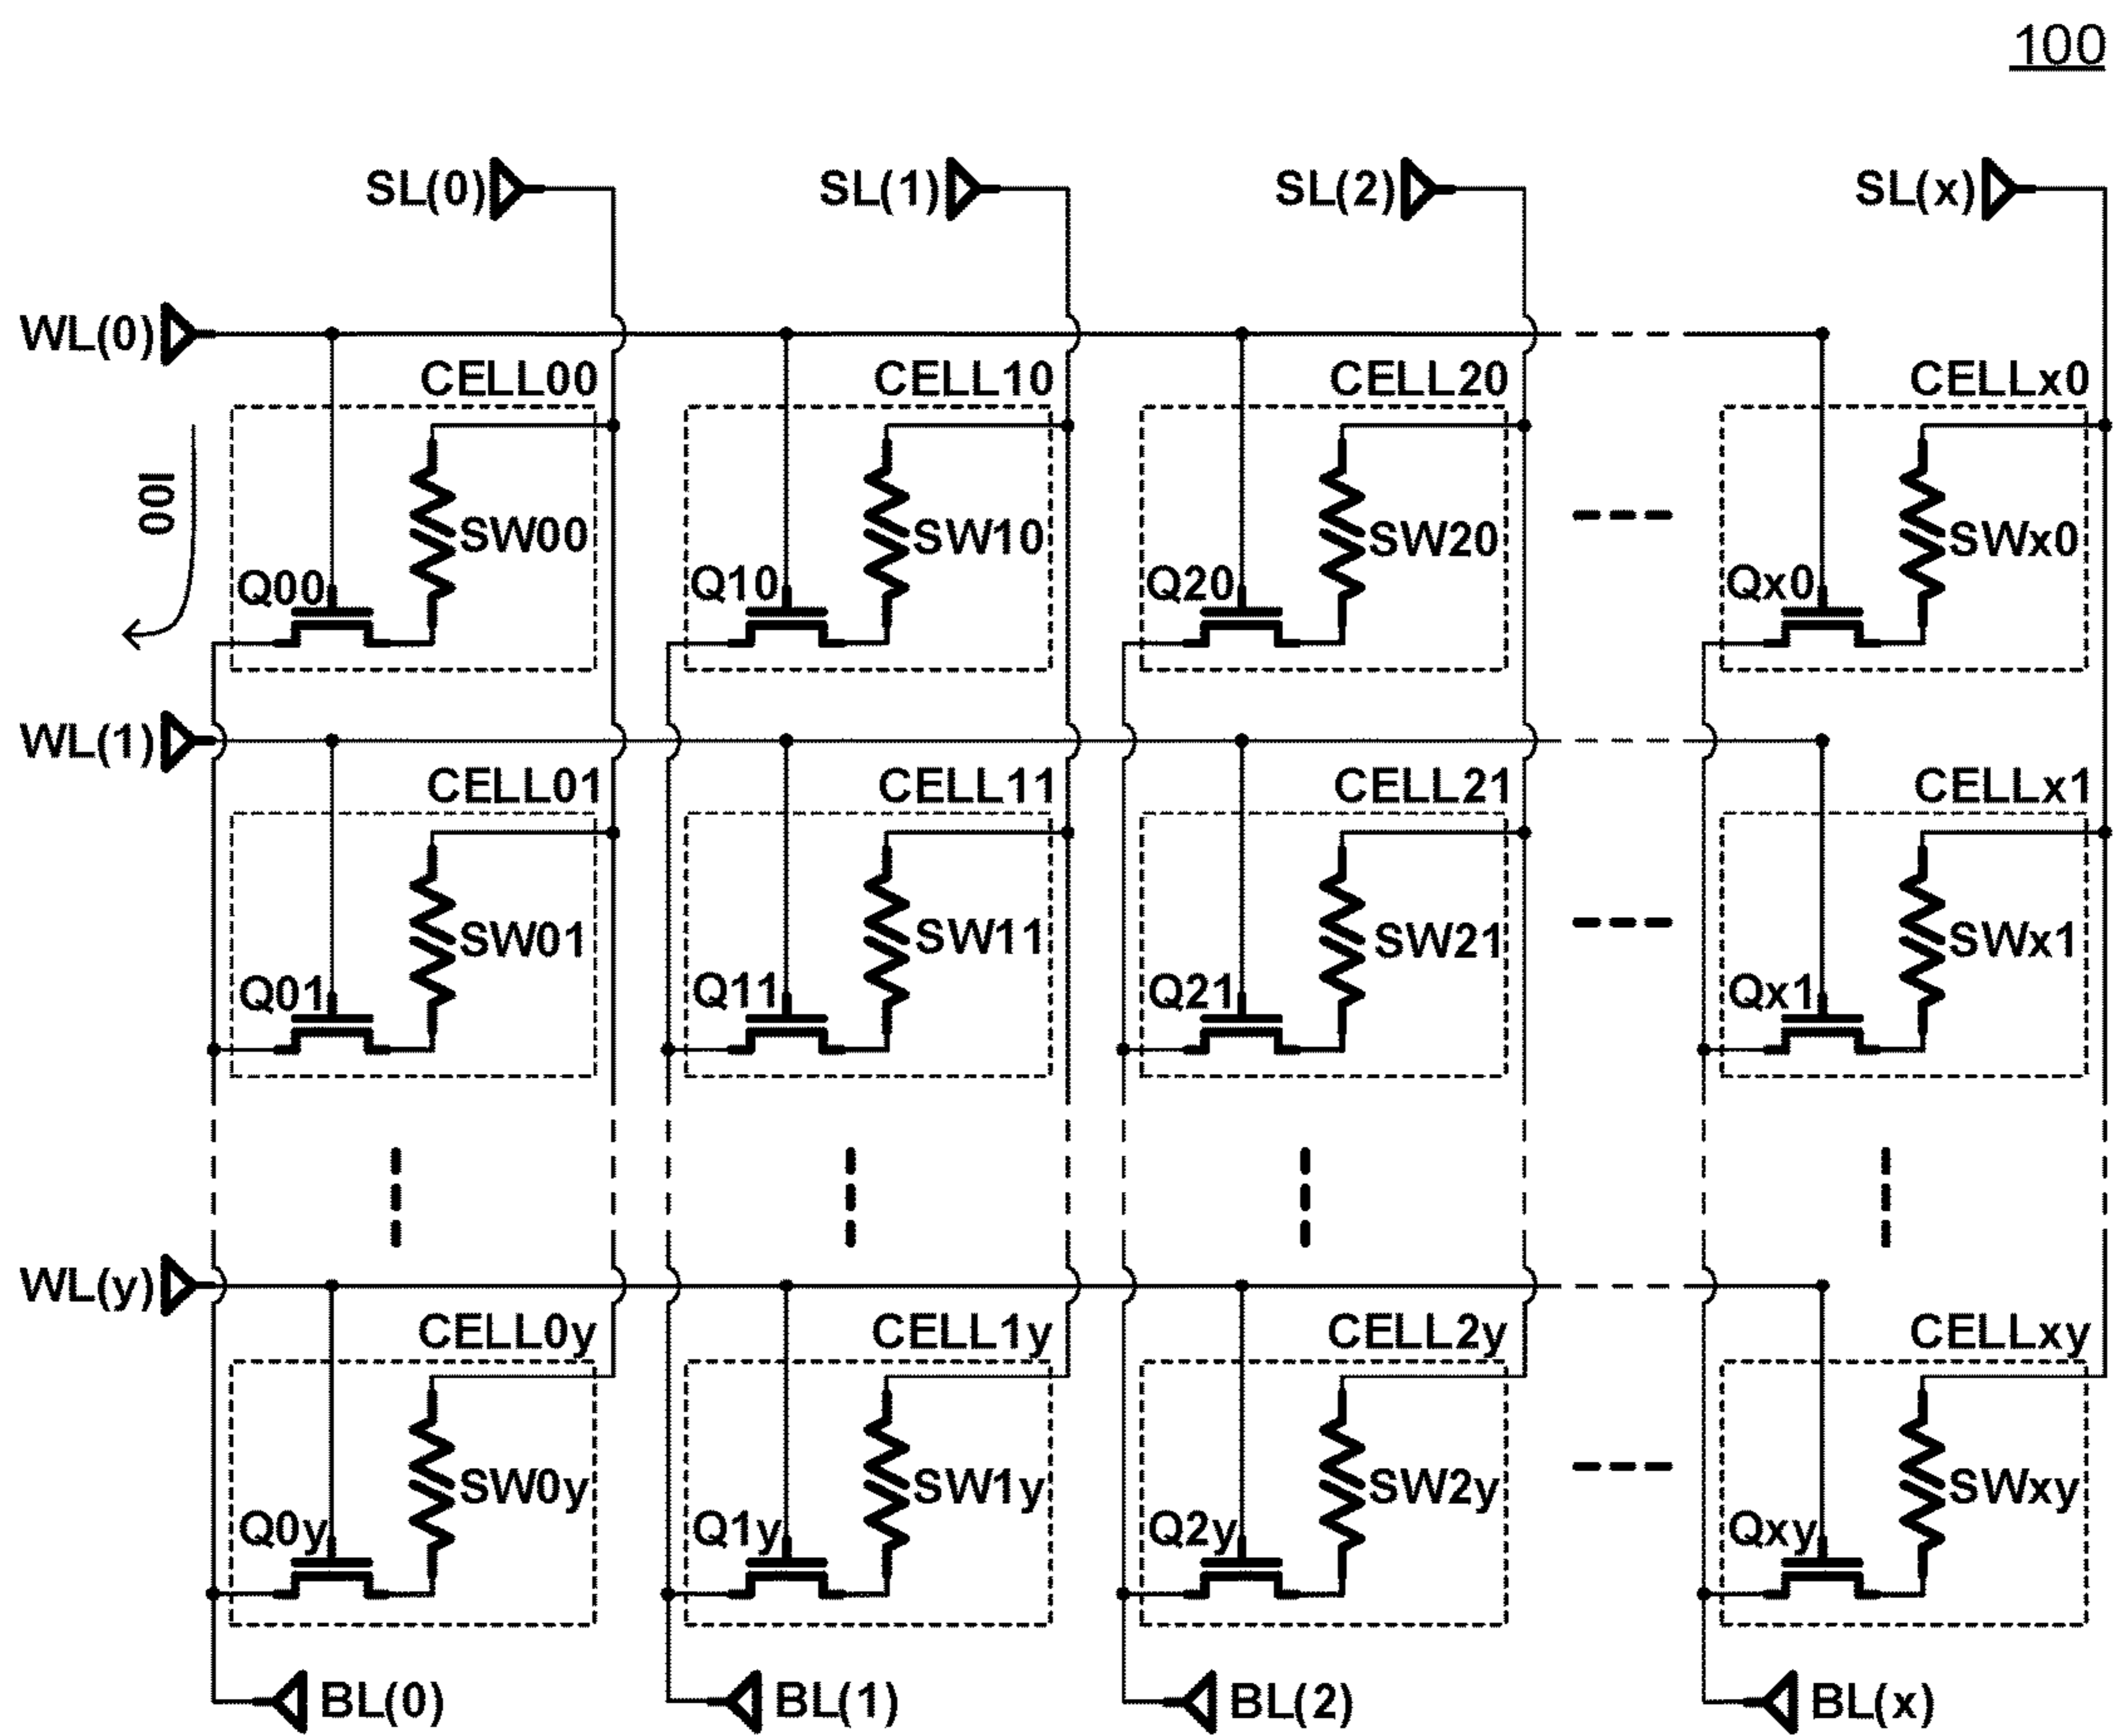 100
SL(0) SL(1) SL(2) SL(x)
WL(0)
CELL00 CELL10 CELL20 CELLx0
I00
SW00 SW10 SW20 SWx0
Q00 Q10 Q20 Qx0
WL(1)
CELL01 CELL11 CELL21 CELLx1
SW01 SW11 SW21 SWx1
Q01 Q11 Q21 Qx1
WL(y)
CELL0y CELL1y CELL2y CELLxy
SW0y SW1y SW2y SWxy
Q0y Q1y Q2y Qxy
BL(0) BL(1) BL(2) BL(x)